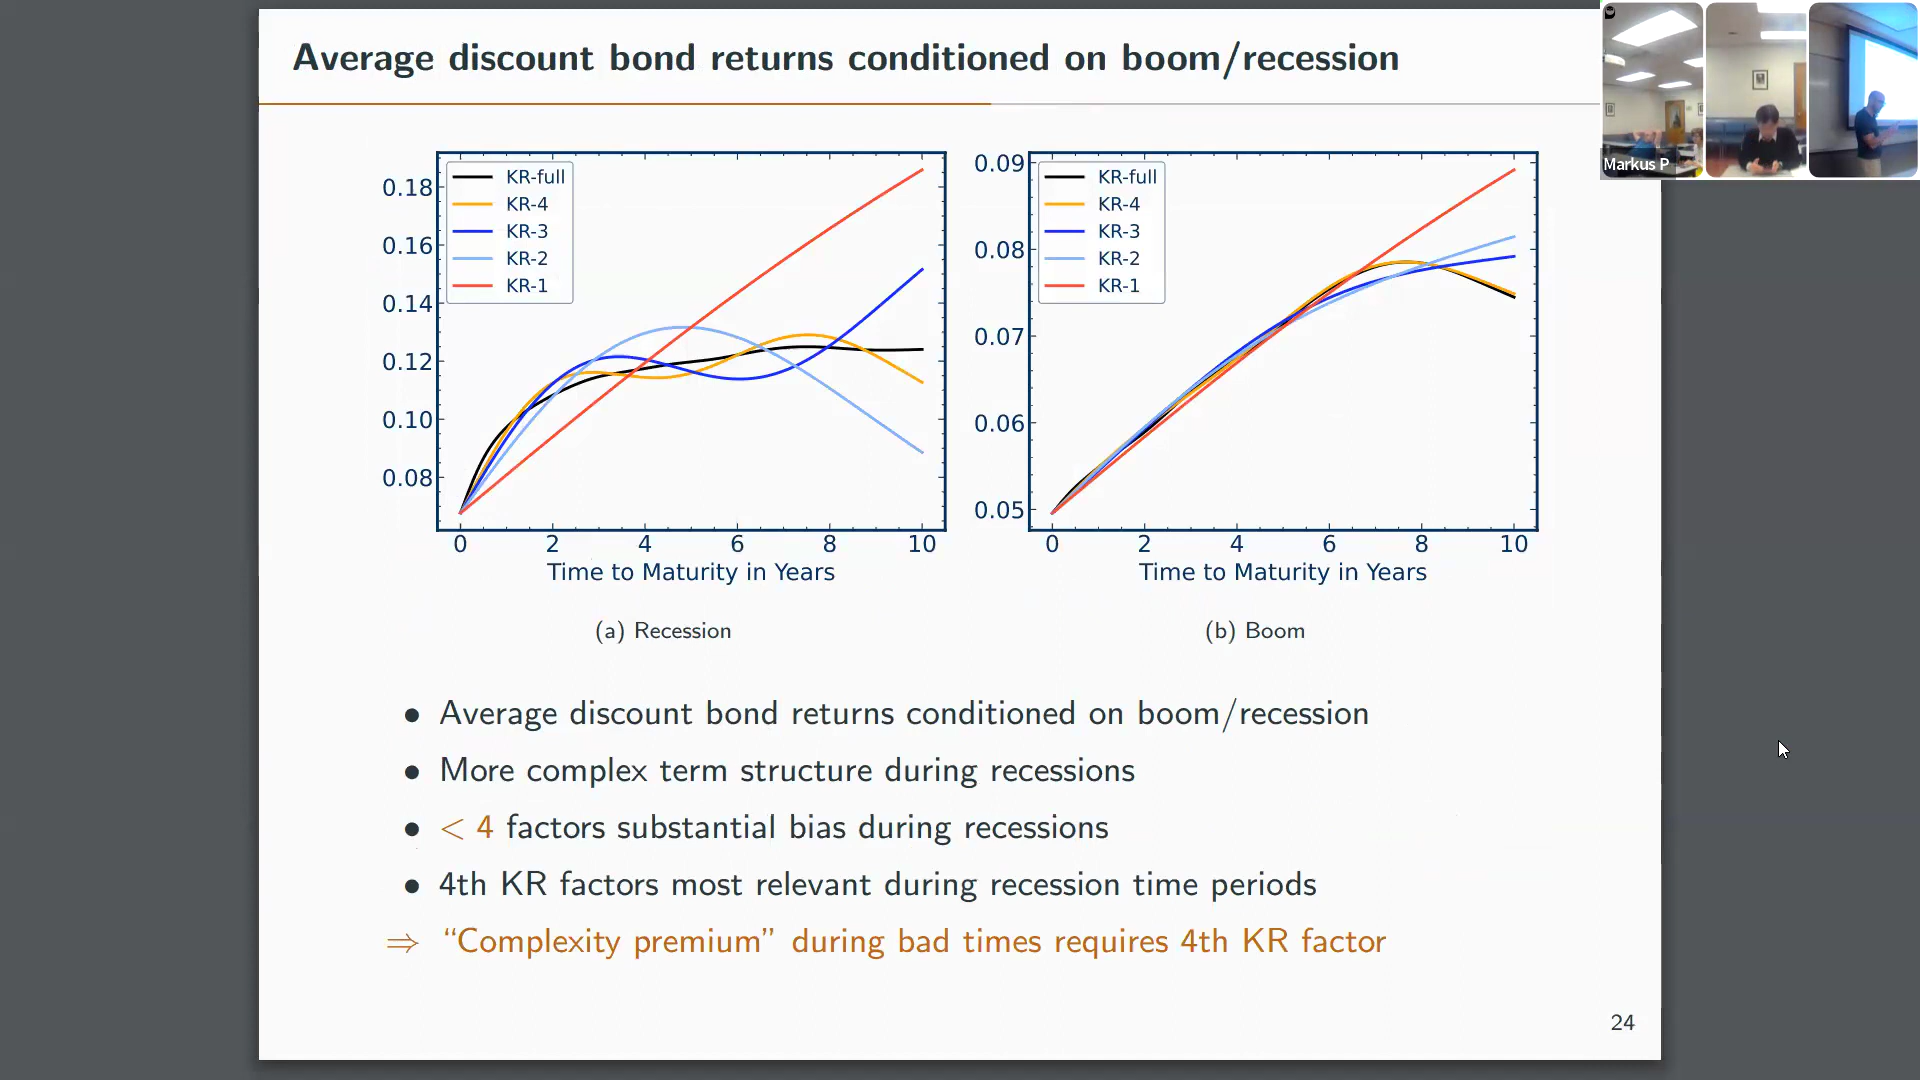 Average discount bond returns conditioned on boom/recession
Markus P
KR-full
KR-4
KR-3
KR-2
KR-1
0.18
0.16
0.14
0.12
0.10
0.08
0 2 4 6 8 10
Time to Maturity in Years
(a) Recession
KR-full
KR-4
KR-3
KR-2
KR-1
0.09
0.08
0.07
0.06
0.05
0 2 4 6 8 10
Time to Maturity in Years
(b) Boom
• Average discount bond returns conditioned on boom/recession
• More complex term structure during recessions
• < 4 factors substantial bias during recessions
• 4th KR factors most relevant during recession time periods
⇒ “Complexity premium” during bad times requires 4th KR factor
24